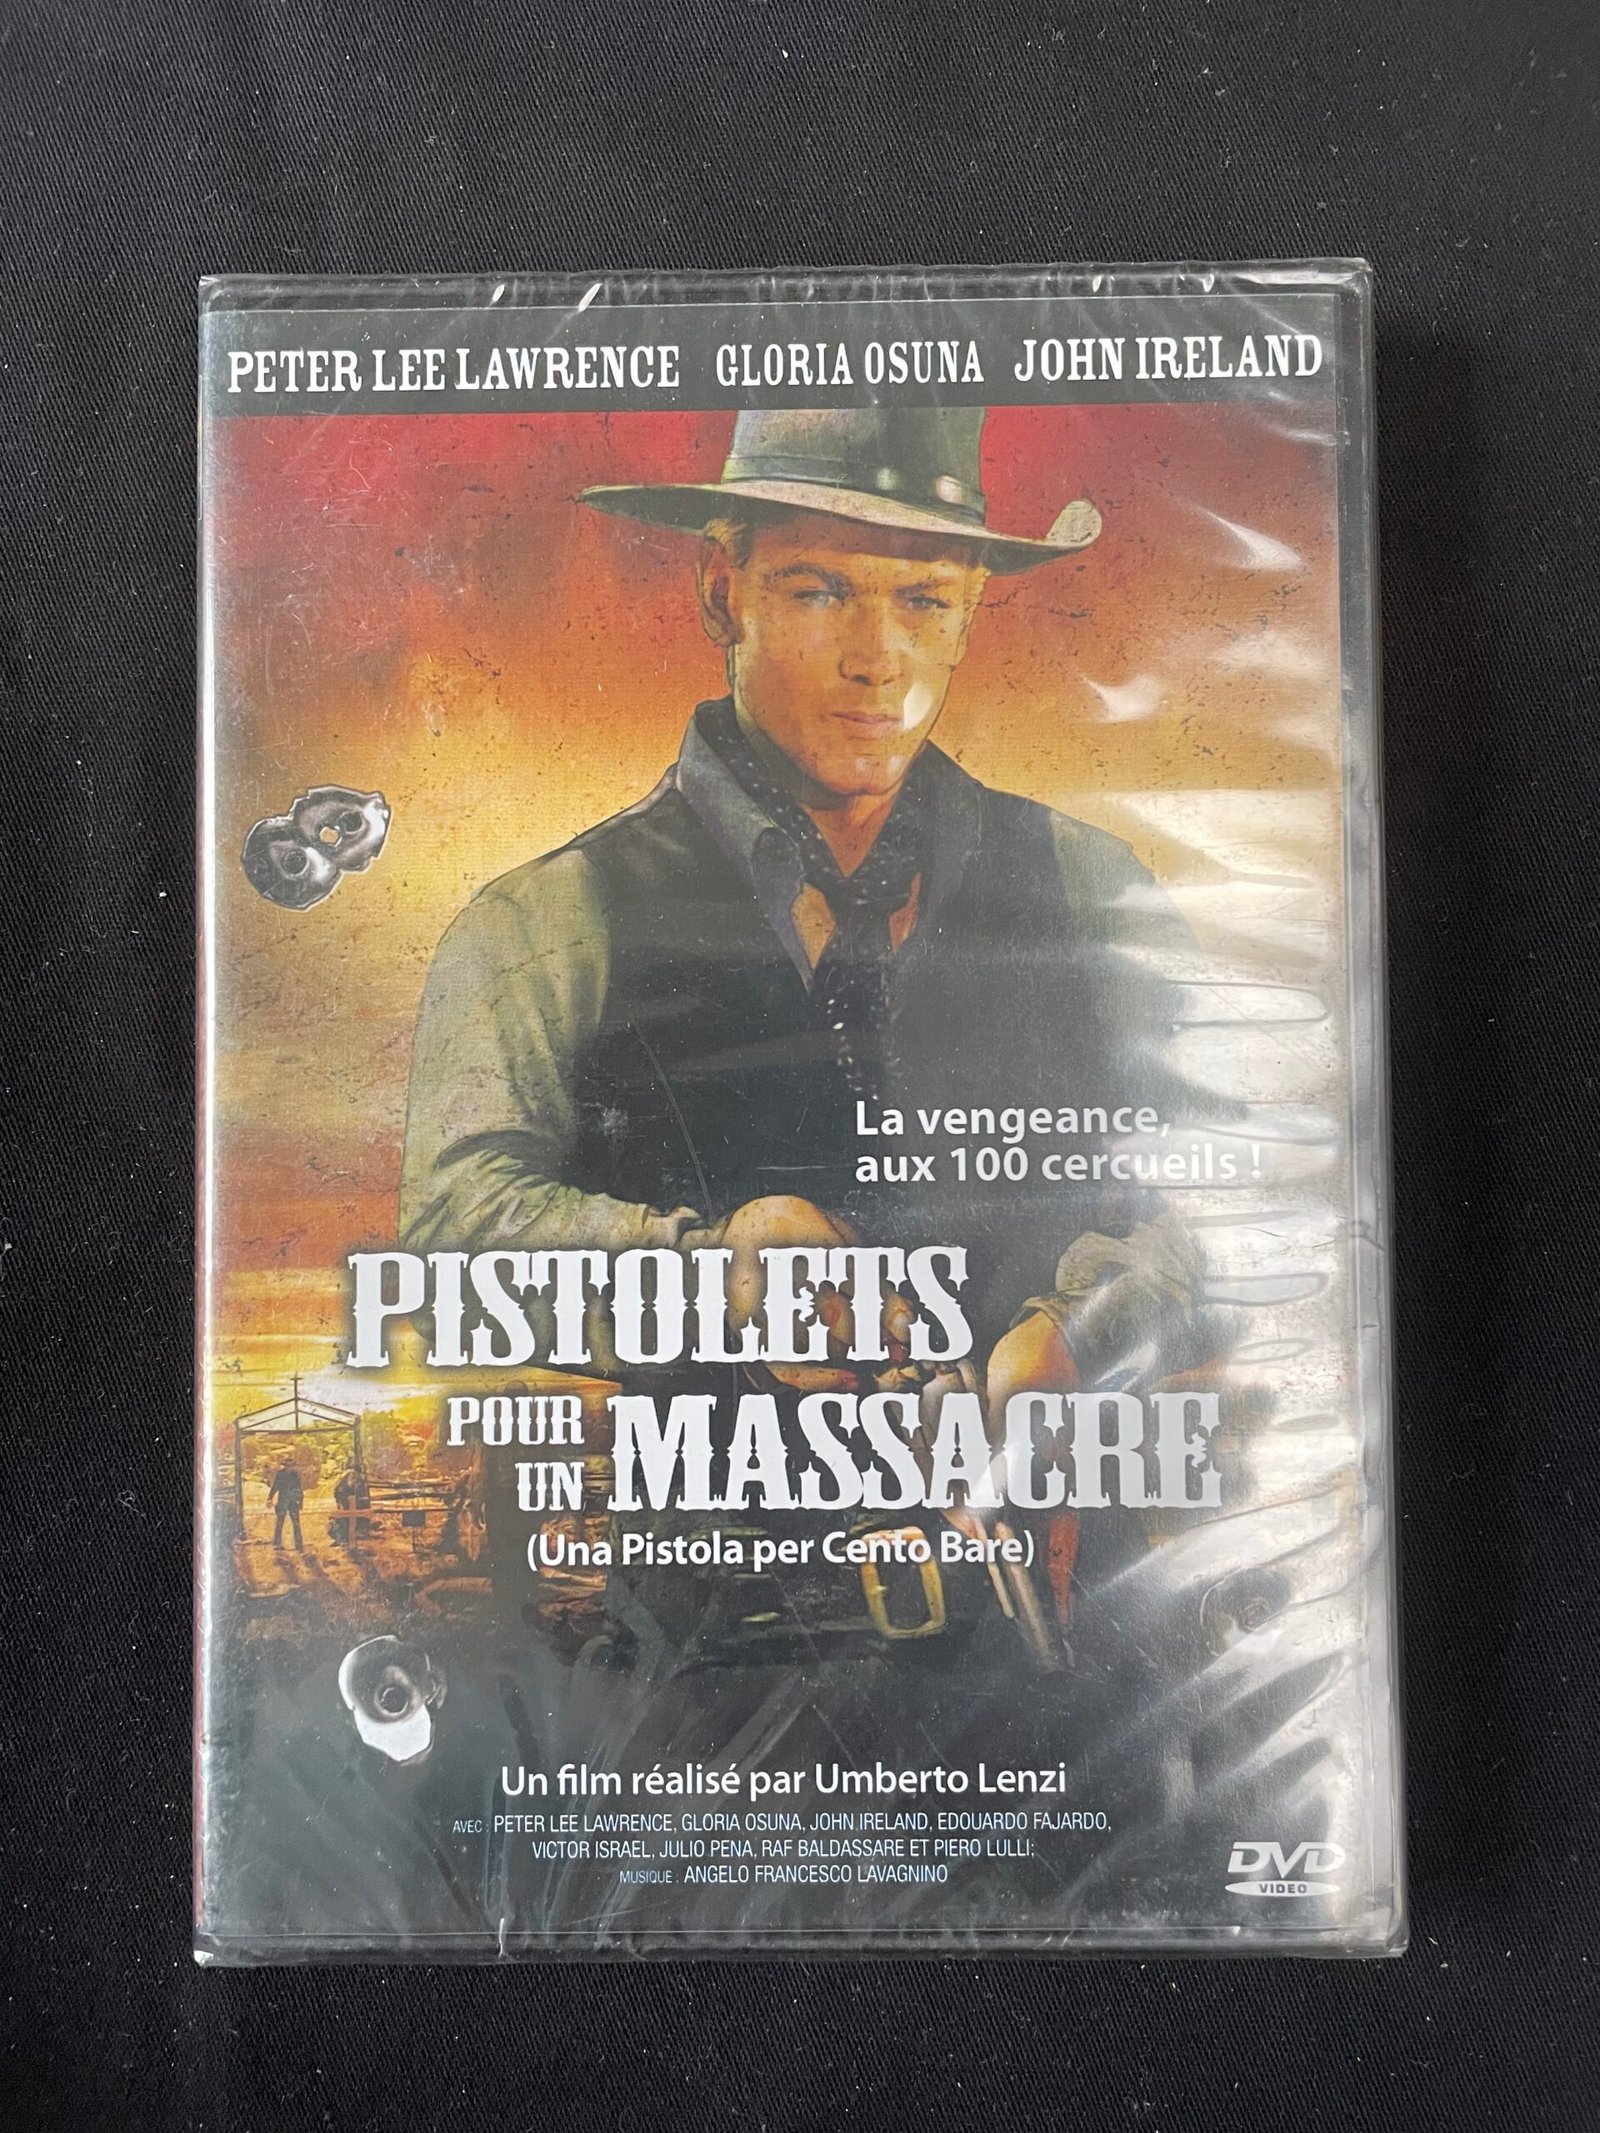 PETER LEE LAWRENCE GLORIA OSUNA JOHN IRELAND
La vengeance,
aux 100 cercueils !
PISTOLETS
POUR UN MASSACRE
(Una Pistola per Cento Bare)
Un film réalisé par Umberto Lenzi
AVEC : PETER LEE LAWRENCE, GLORIA OSUNA, JOHN IRELAND, EDOUARDO FAJARDO,
VICTOR ISRAEL, JULIO PENA, RAF BALDASSARE ET PIERO LULLI;
MUSIQUE : ANGELO FRANCESCO LAVAGNINO
DVD
VIDEO